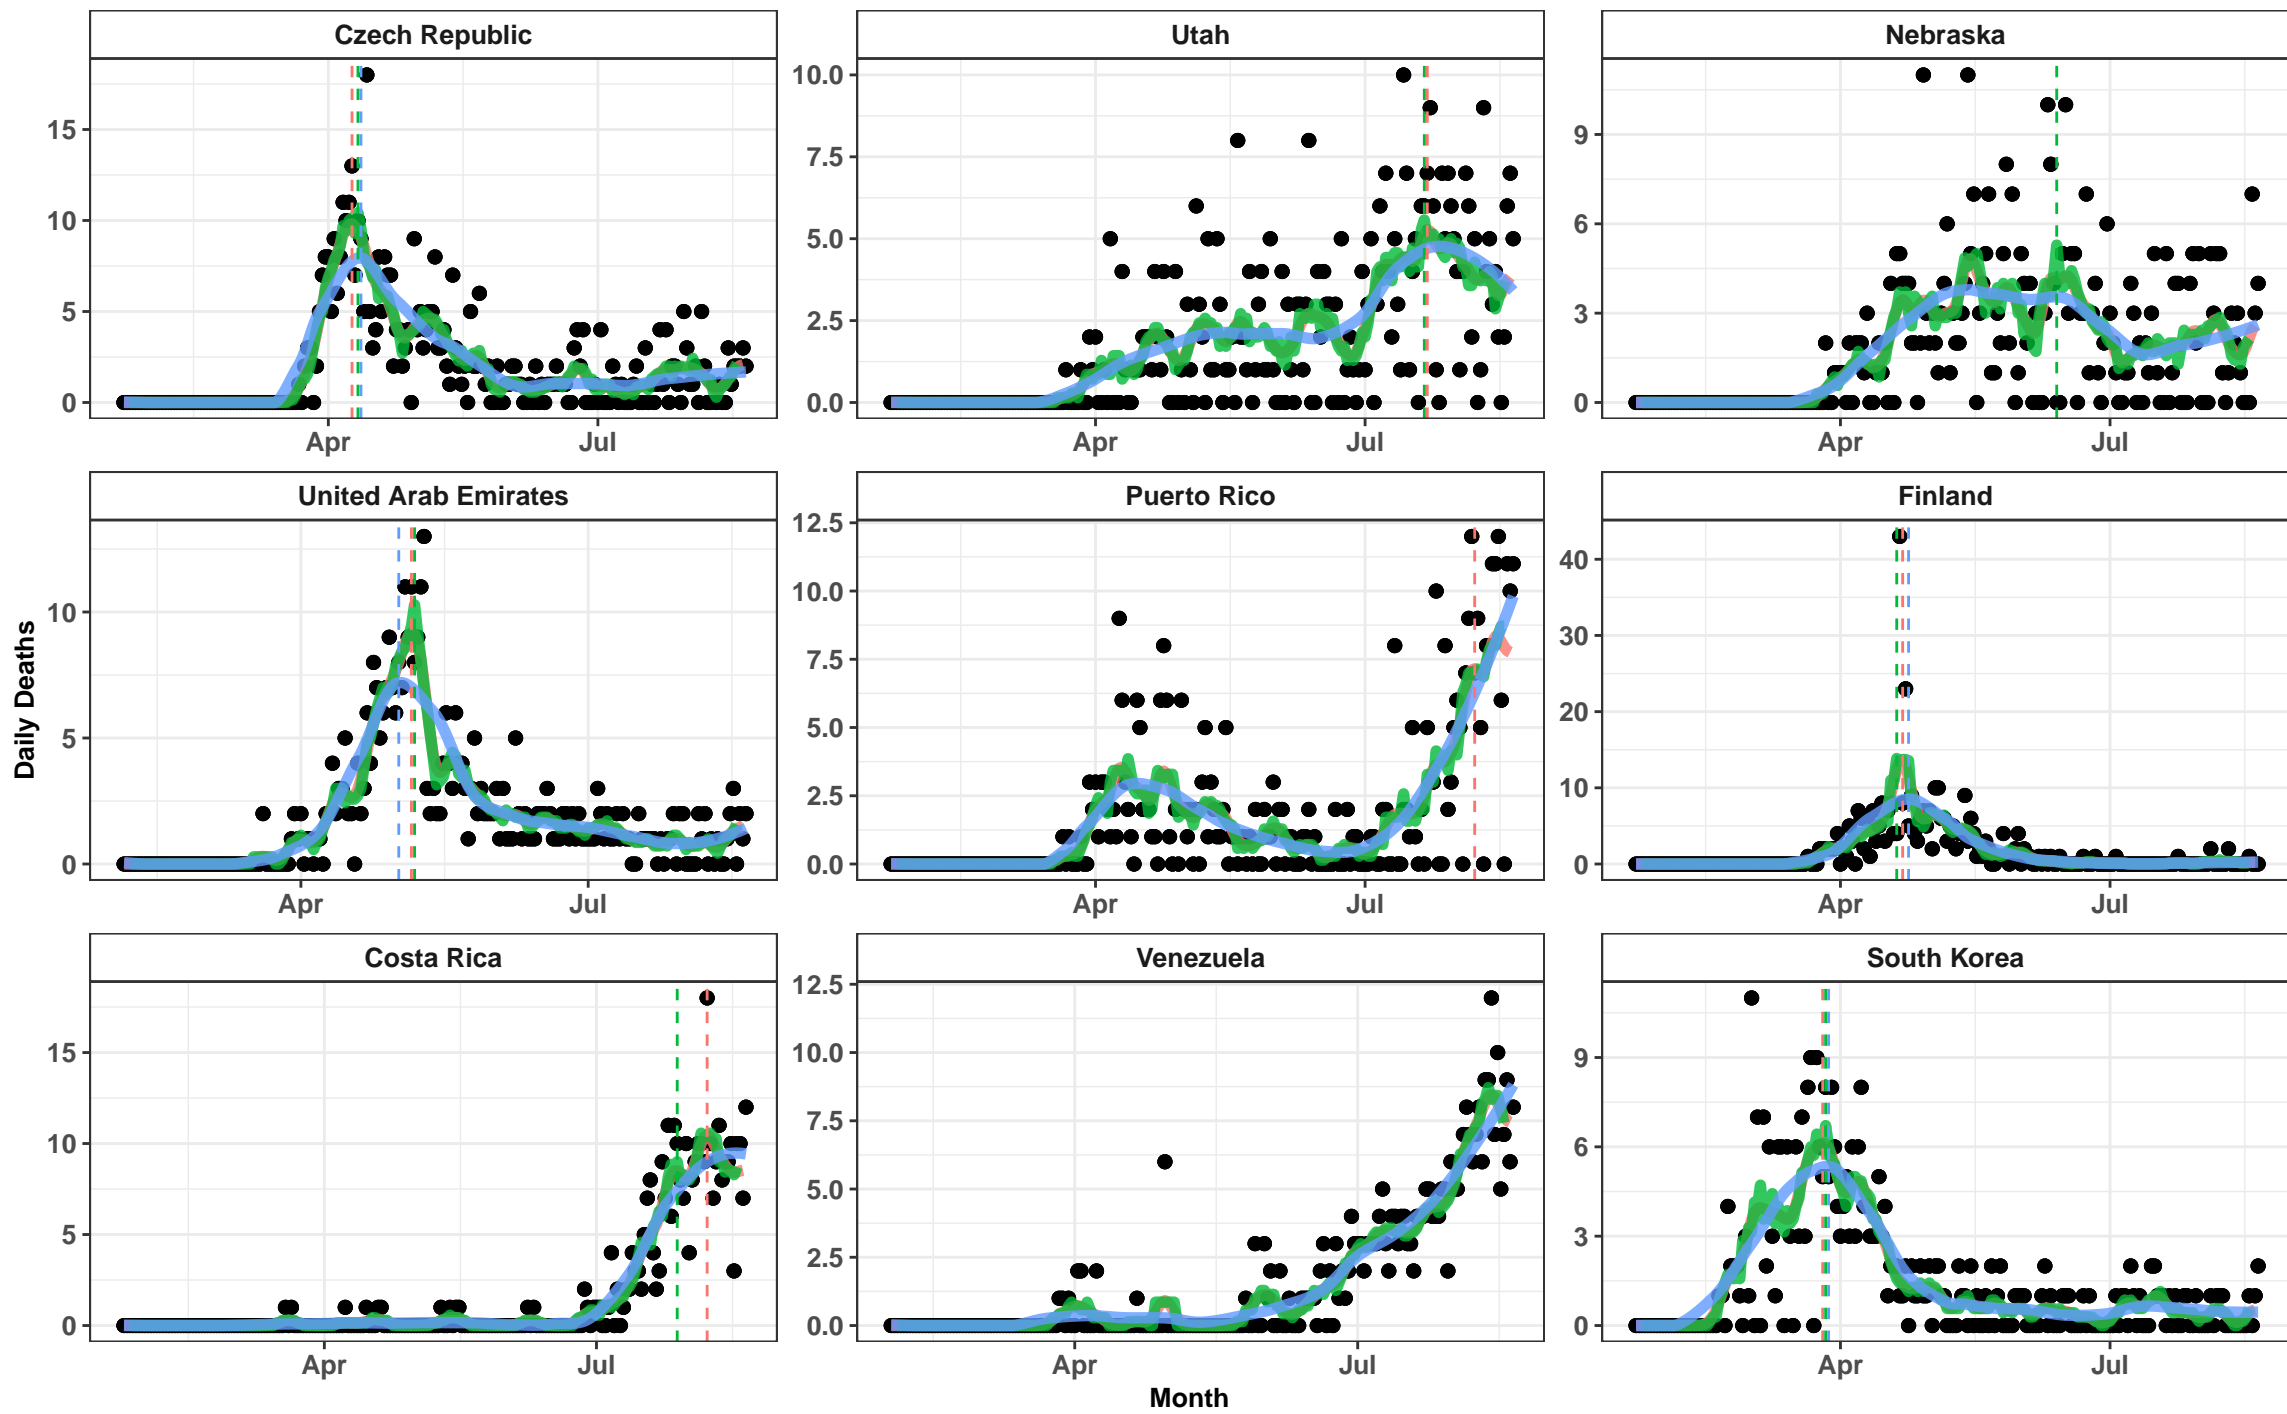 Czech Republic
Utah
Nebraska
15
10
5
0
Apr
Jul
10.0
7.5
5.0
2.5
0.0
Apr
Jul
9
6
3
0
Apr
Jul
United Arab Emirates
Puerto Rico
Finland
10
5
0
Apr
Jul
12.5
10.0
7.5
5.0
2.5
0.0
Apr
Jul
40
30
20
10
0
Apr
Jul
Daily Deaths
Costa Rica
Venezuela
South Korea
15
10
5
0
Apr
Jul
12.5
10.0
7.5
5.0
2.5
0.0
Apr
Jul
9
6
3
0
Apr
Jul
Month